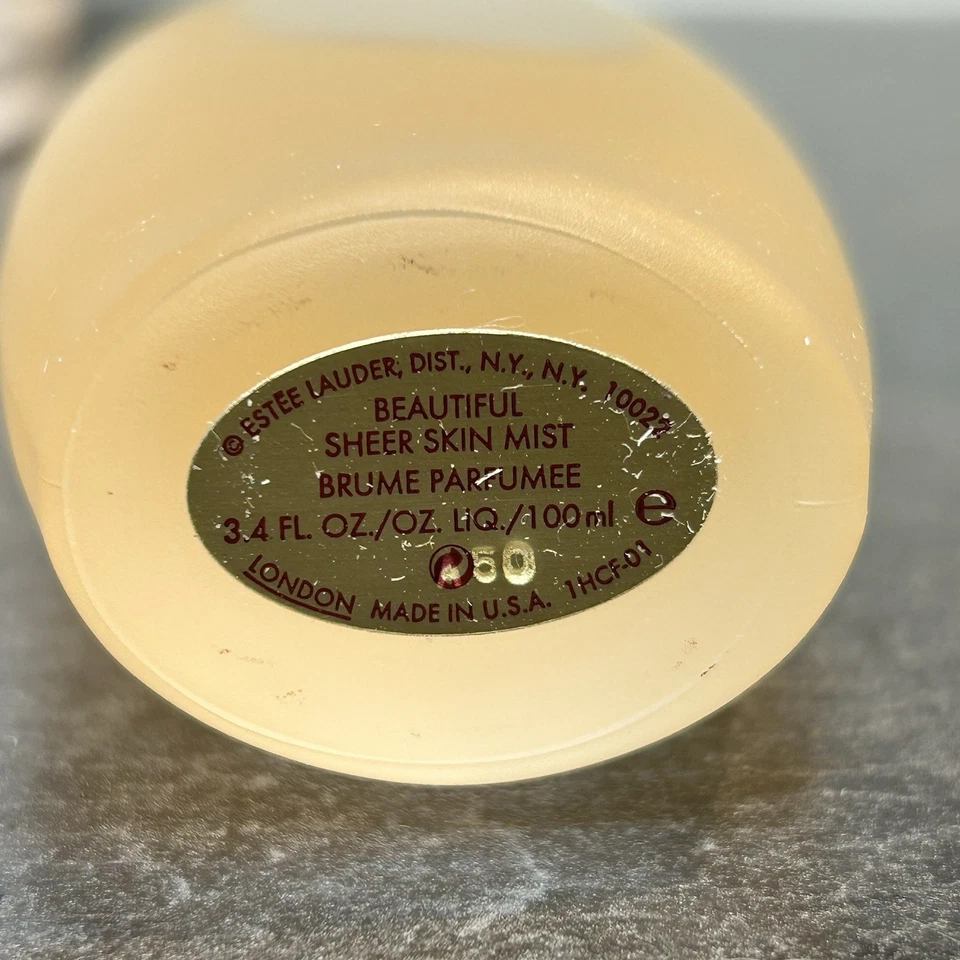 © ESTĒE LAUDER, DIST., N.Y., N.Y. 10022
BEAUTIFUL
SHEER SKIN MIST
BRUME PARFUMEE
3.4 FL. OZ./OZ. LIQ./100ml e
50
LONDON MADE IN U.S.A. 1HCF-01